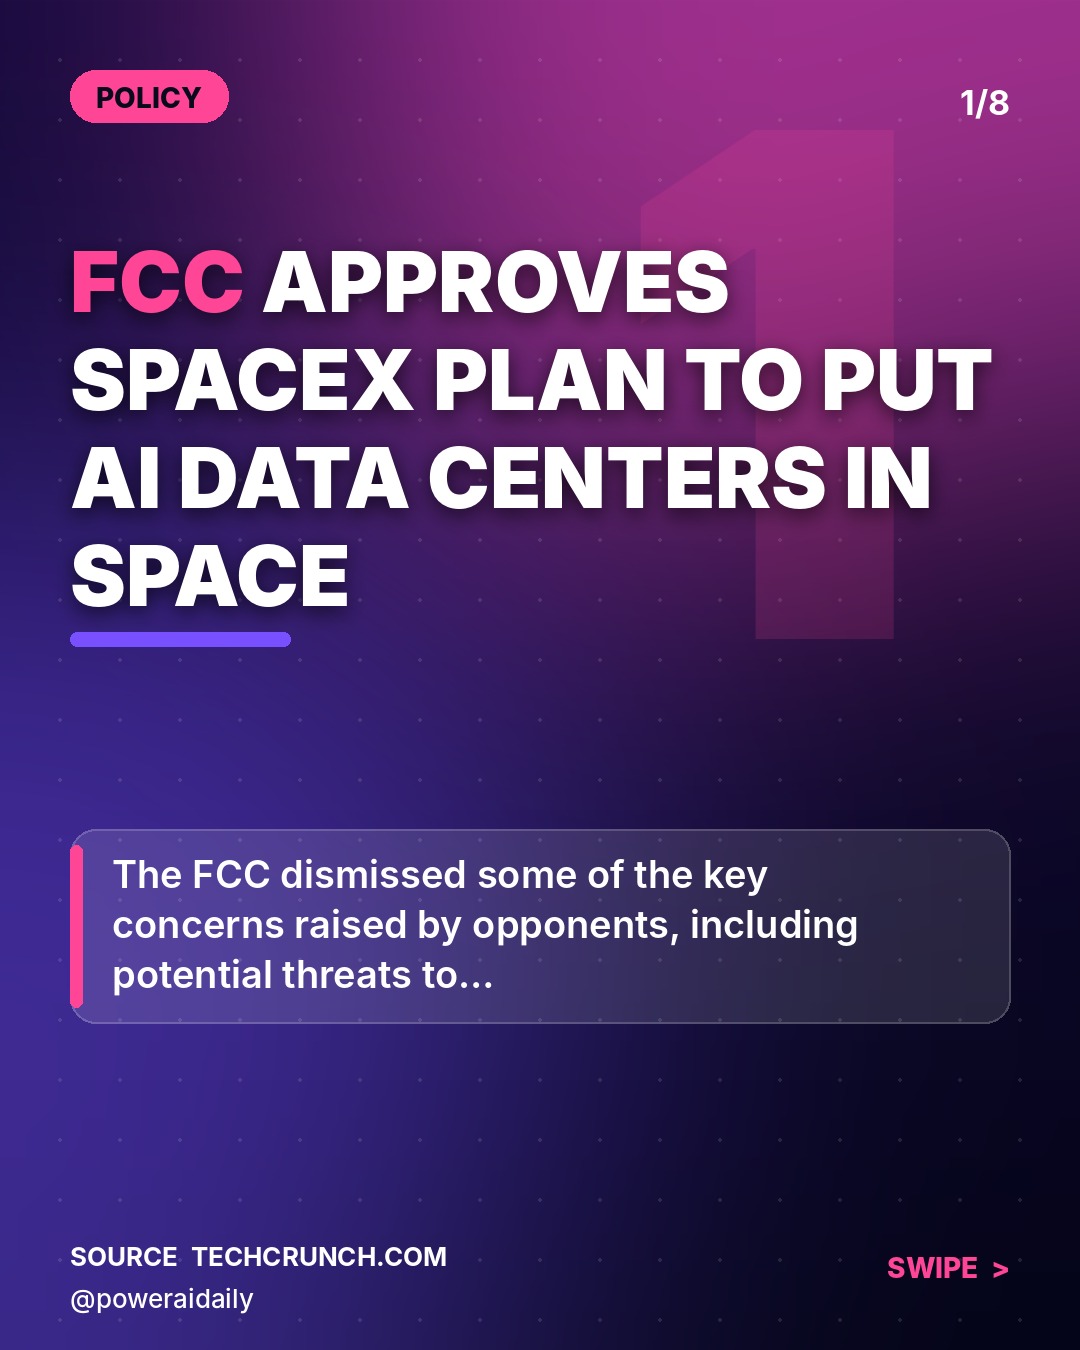 POLICY
1/8
1
FCC APPROVES
SPACEX PLAN TO PUT
AI DATA CENTERS IN
SPACE
The FCC dismissed some of the key
concerns raised by opponents, including
potential threats to...
SOURCE TECHCRUNCH.COM
@poweraidaily
SWIPE >